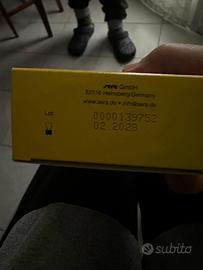 sera GmbH
52518 Heinsberg/Germany
www.sera.de • info@sera.de
Lot
0000139752
02.2028
subito